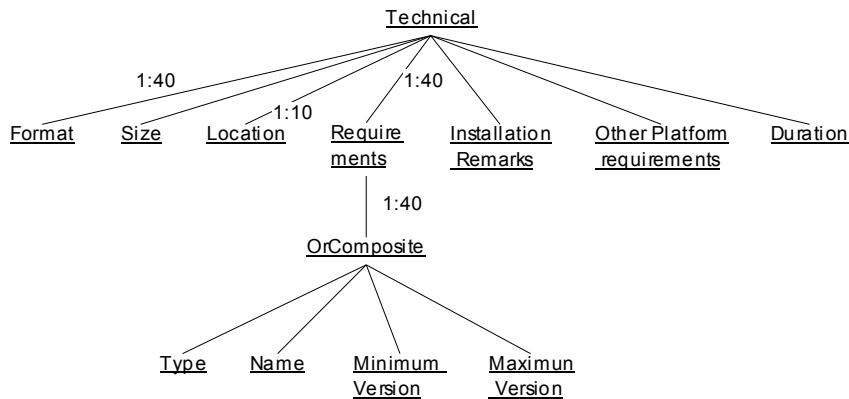 Technical
1:40
1:40
1:10
Format
Size
Location
Require
ments
Installation
Remarks
Other Platform
requirements
Duration
1:40
OrComposite
Type
Name
Minimum
Version
Maximun
Version